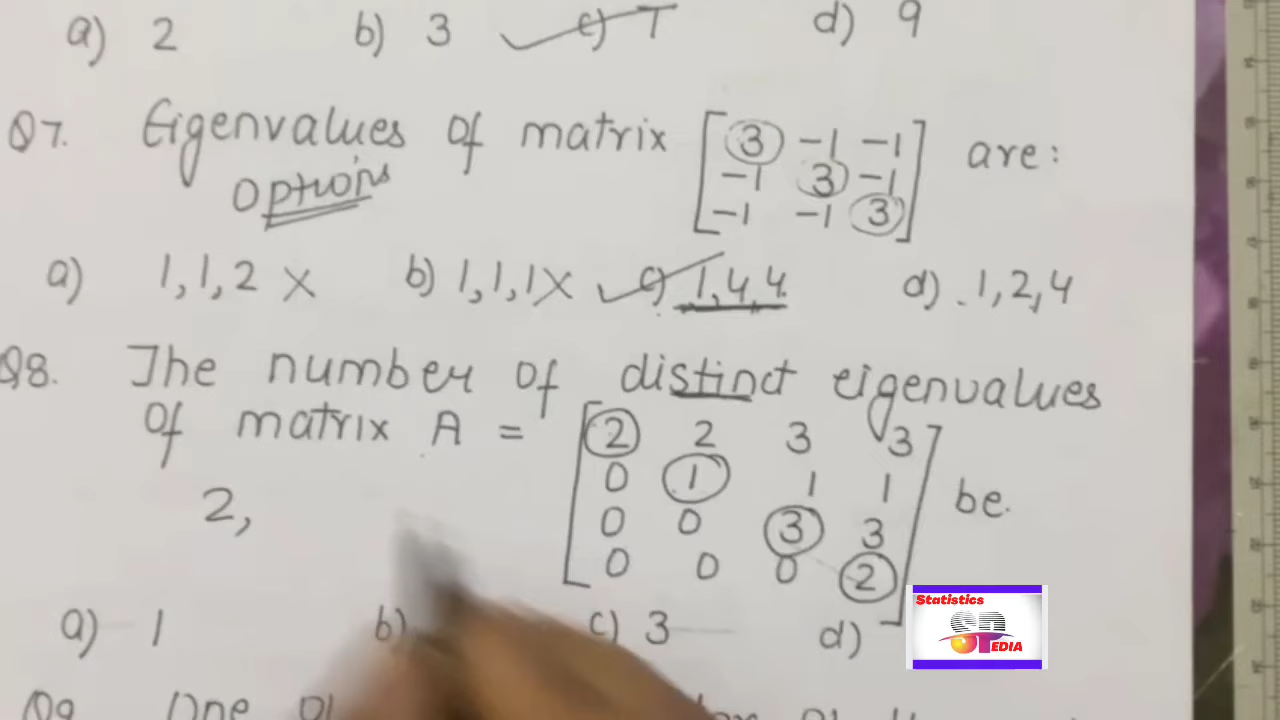 a) 2 b) 3 c) 7 d) 9
Q7. Eigenvalues of matrix [3 -1 -1 are:
-1 3 -1
Options
-1 -1 3]
a) 1,1,2 X b) 1,1,1 X c) 1,4,4. d) .1,2,4
Q8. The number of distinct eigenvalues
of matrix A = [2 2 3 3
0 1 1 1 be.
2, 0 0 3 3
0 0 0 2]
Statistics
PEDIA
a) 1 b) c) 3 d)
Q9. One